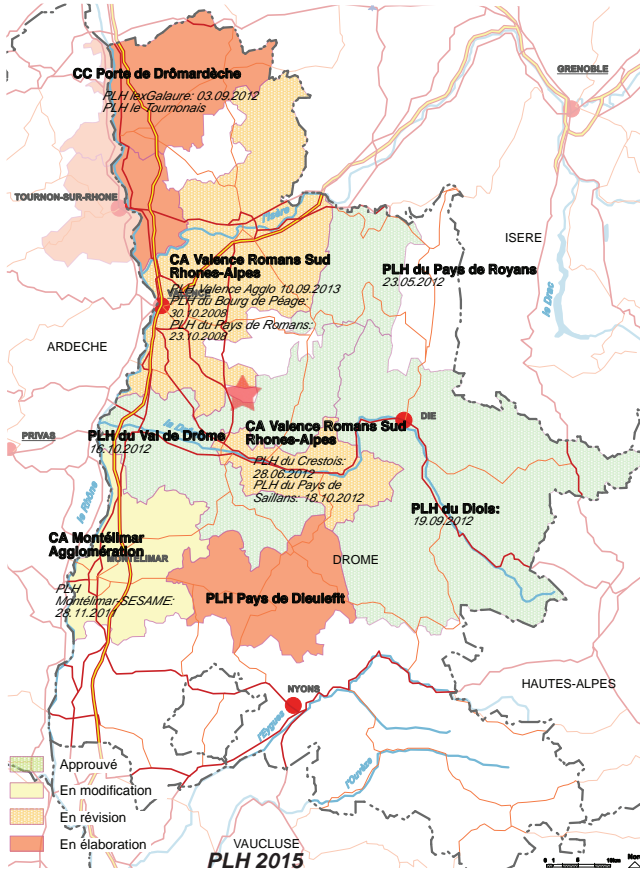 CC Porte de Drômardèche
PLH lexGalaure: 03.09.2012
PLH le Tournonais
GRENOBLE
TOURNON-SUR-RHONE
l'Isère
ISERE
le Drac
CA Valence Romans Sud
Rhones-Alpes
PLH Valence Agglo 10.09.2013
PLH du Bourg de Péage:
30.10.2008
PLH du Pays de Romans:
23.10.2008
PLH du Pays de Royans
23.05.2012
ARDECHE
PRIVAS
PLH du Val de Drôme
16.10.2012
CA Valence Romans Sud
Rhones-Alpes
PLH du Crestois:
28.06.2012
PLH du Pays de
Saillans: 18.10.2012
DIE
PLH du Diois:
19.09.2012
le Rhône
CA Montélimar
Agglomération
MONTELIMAR
PLH
Montélimar-SESAME:
28.11.2011
DROME
PLH Pays de Dieulefit
NYONS
HAUTES-ALPES
l'Eygues
l'Ouvèze
Approuvé
En modification
En révision
En élaboration
VAUCLUSE
PLH 2015
0 1 5 10km
Nord